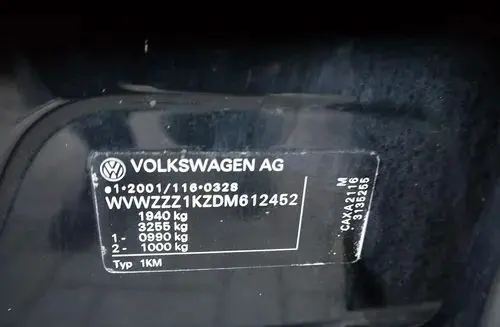 VOLKSWAGEN AG
e1*2001/116*0328
WVWZZZ1KZDM612452
1940 kg
3255 kg
1 - 0990 kg
2 - 1000 kg
Typ 1KM
CAXA2116 M
3135255